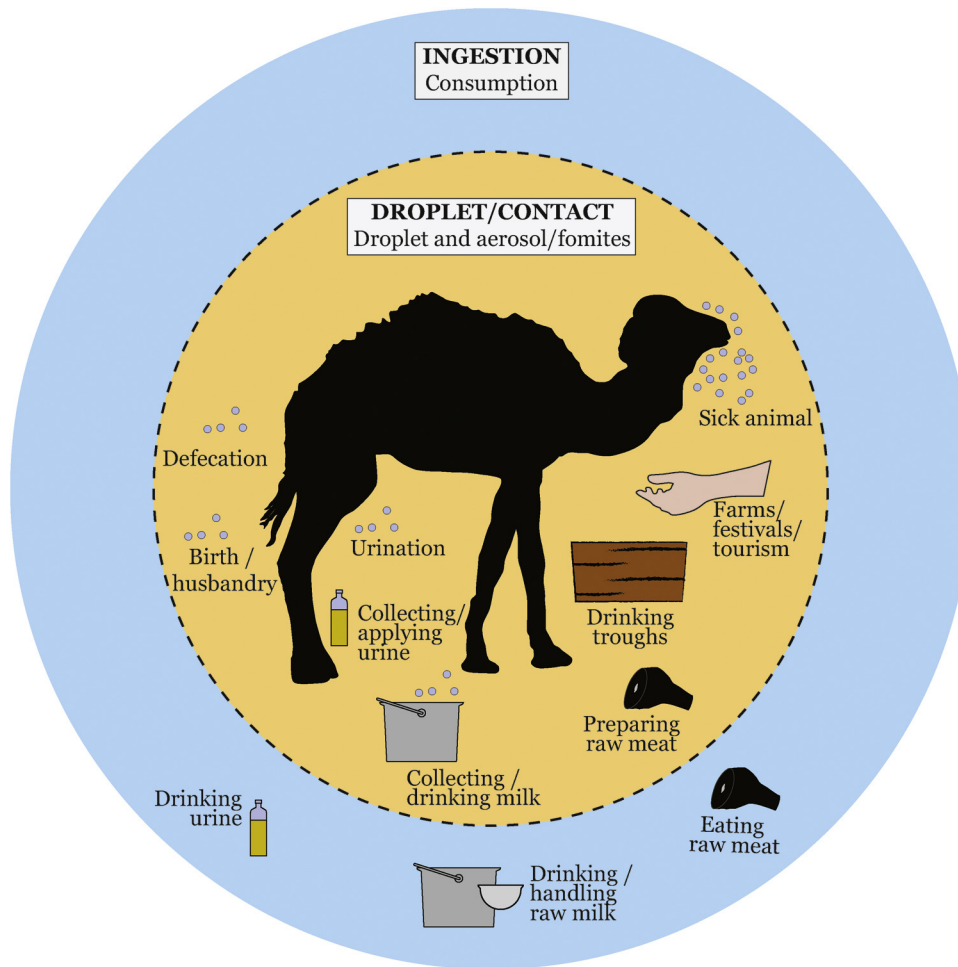 INGESTION
Consumption
DROPLET/CONTACT
Droplet and aerosol/fomites
Sick animal
Defecation
Farms/
festivals/
tourism
Urination
Birth /
husbandry
Collecting/
applying
urine
Drinking
troughs
Preparing
raw meat
Collecting /
drinking milk
Drinking
urine
Eating
raw meat
Drinking /
handling
raw milk